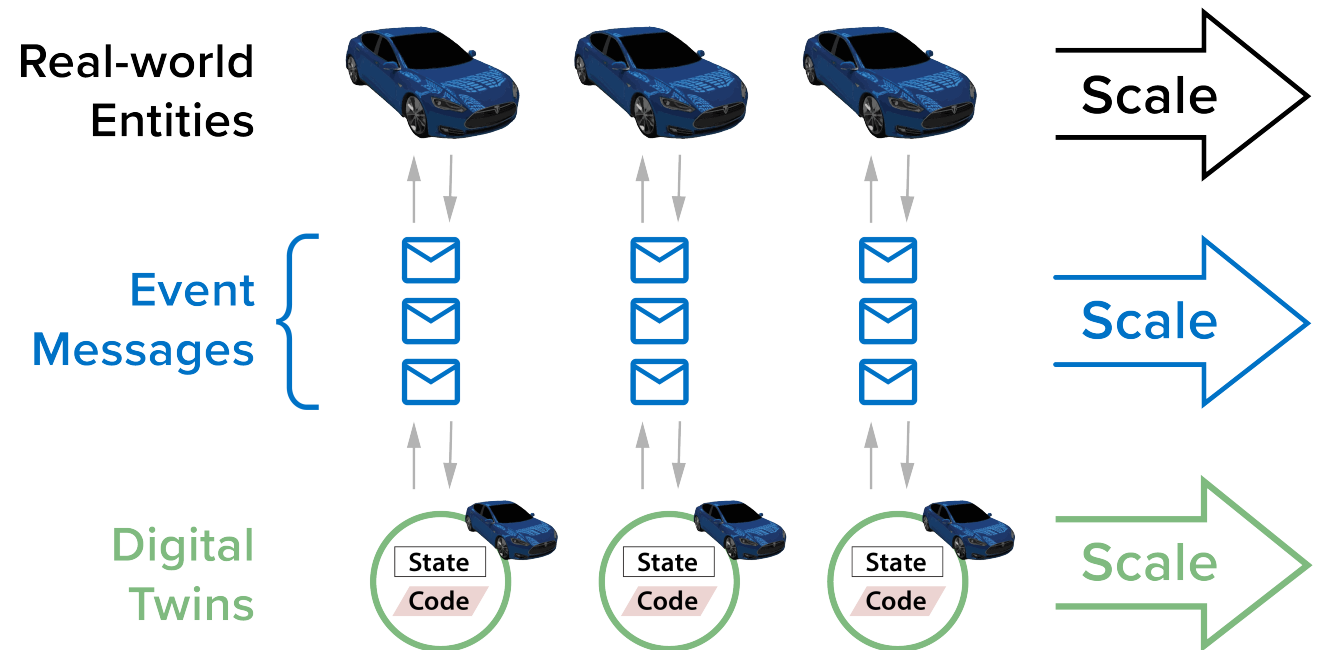 Real-world
Entities
Scale
Event
Messages
Scale
Digital
Twins
State
Code
State
Code
State
Code
Scale